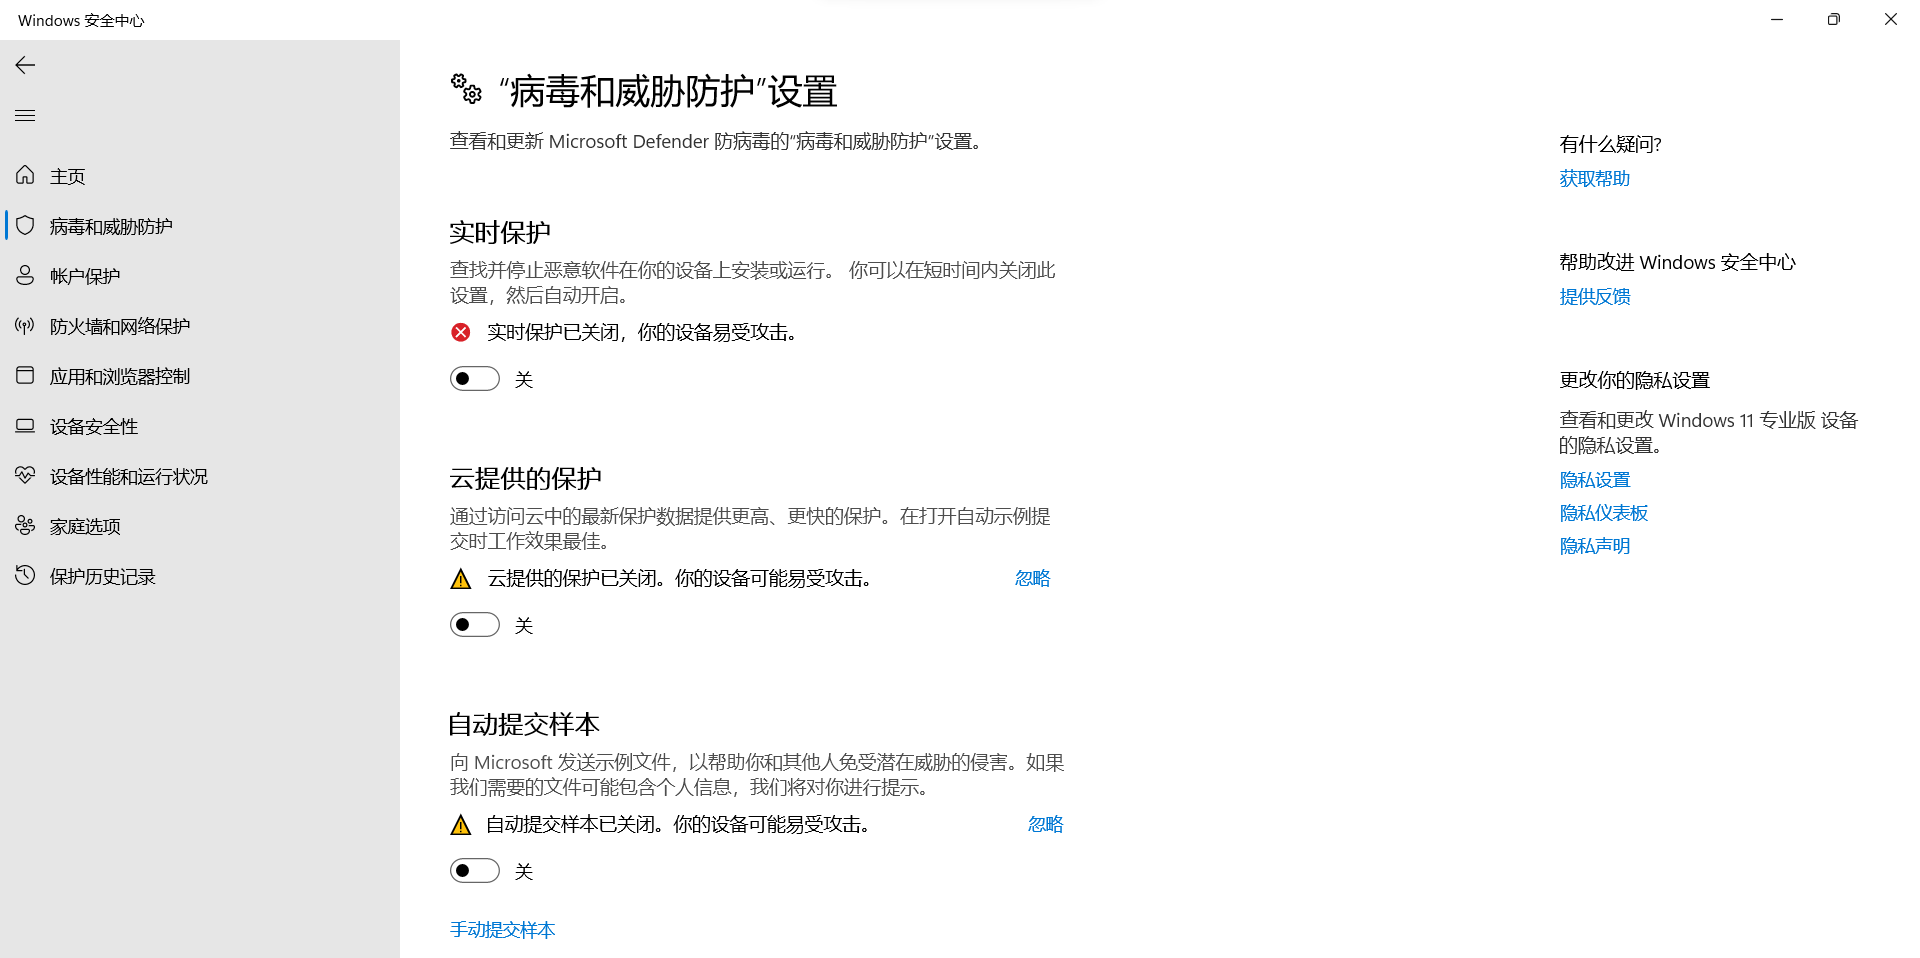 Windows 安全中心
主页
病毒和威胁防护
帐户保护
防火墙和网络保护
应用和浏览器控制
设备安全性
设备性能和运行状况
家庭选项
保护历史记录
“病毒和威胁防护”设置
查看和更新 Microsoft Defender 防病毒的“病毒和威胁防护”设置。
实时保护
查找并停止恶意软件在你的设备上安装或运行。 你可以在短时间内关闭此
设置，然后自动开启。
实时保护已关闭，你的设备易受攻击。
关
云提供的保护
通过访问云中的最新保护数据提供更高、更快的保护。在打开自动示例提
交时工作效果最佳。
云提供的保护已关闭。你的设备可能易受攻击。 忽略
关
自动提交样本
向 Microsoft 发送示例文件，以帮助你和其他人免受潜在威胁的侵害。如果
我们需要的文件可能包含个人信息，我们将对你进行提示。
自动提交样本已关闭。你的设备可能易受攻击。 忽略
关
手动提交样本
有什么疑问?
获取帮助
帮助改进 Windows 安全中心
提供反馈
更改你的隐私设置
查看和更改 Windows 11 专业版 设备
的隐私设置。
隐私设置
隐私仪表板
隐私声明